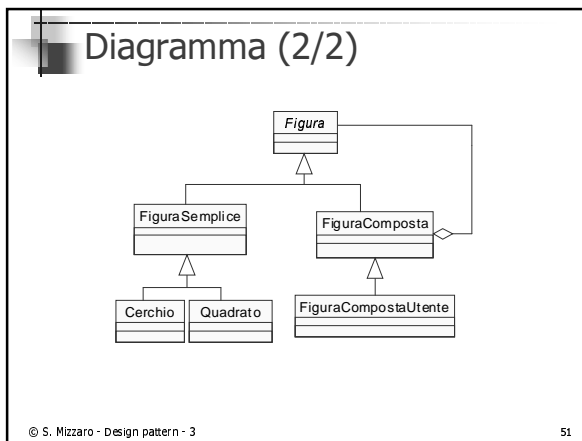 Diagramma (2/2)
Figura
FiguraSemplice
FiguraComposta
Cerchio
Quadrato
FiguraCompostaUtente
© S. Mizzaro - Design pattern - 3
51